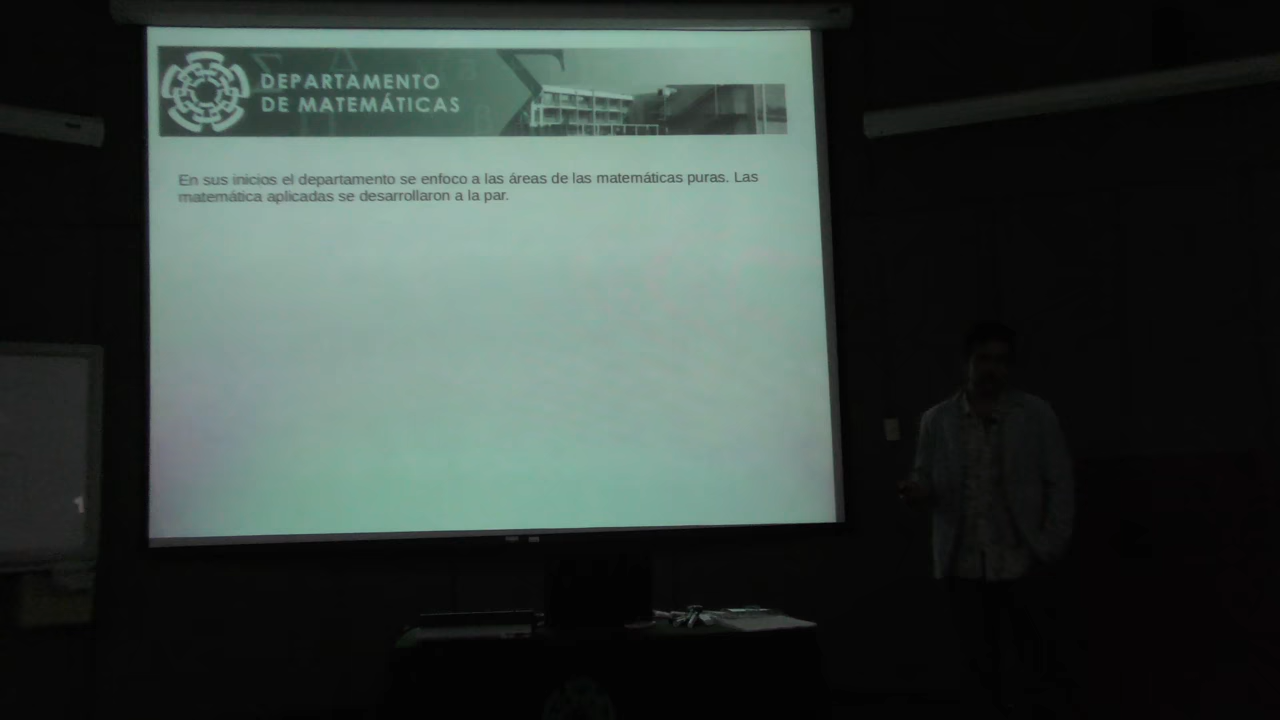 DEPARTAMENTO
DE MATEMÁTICAS
En sus inicios el departamento se enfoco a las áreas de las matemáticas puras. Las
matemática aplicadas se desarrollaron a la par.